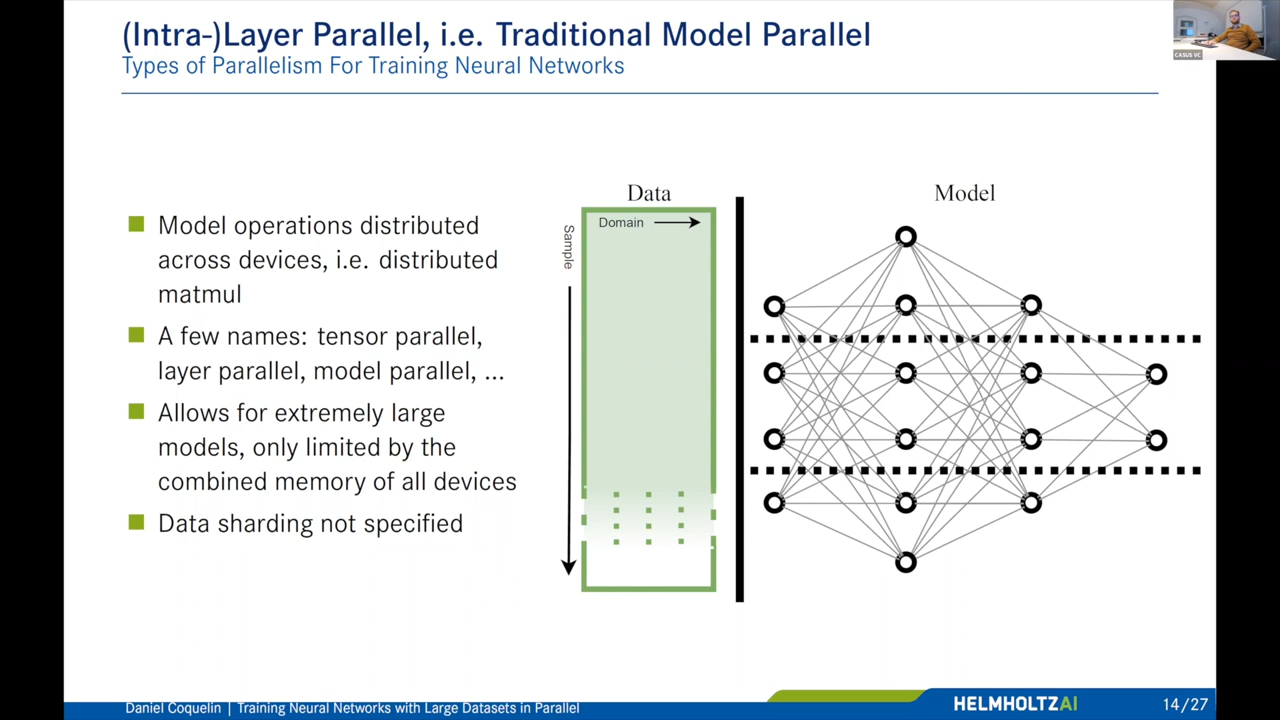 (Intra-)Layer Parallel, i.e. Traditional Model Parallel
Types of Parallelism For Training Neural Networks
CASUS VC
Model operations distributed
across devices, i.e. distributed
matmul
A few names: tensor parallel,
layer parallel, model parallel, ...
Allows for extremely large
models, only limited by the
combined memory of all devices
Data sharding not specified
Data
Domain
Sample
Model
Daniel Coquelin | Training Neural Networks with Large Datasets in Parallel
HELMHOLTZAI
14/27